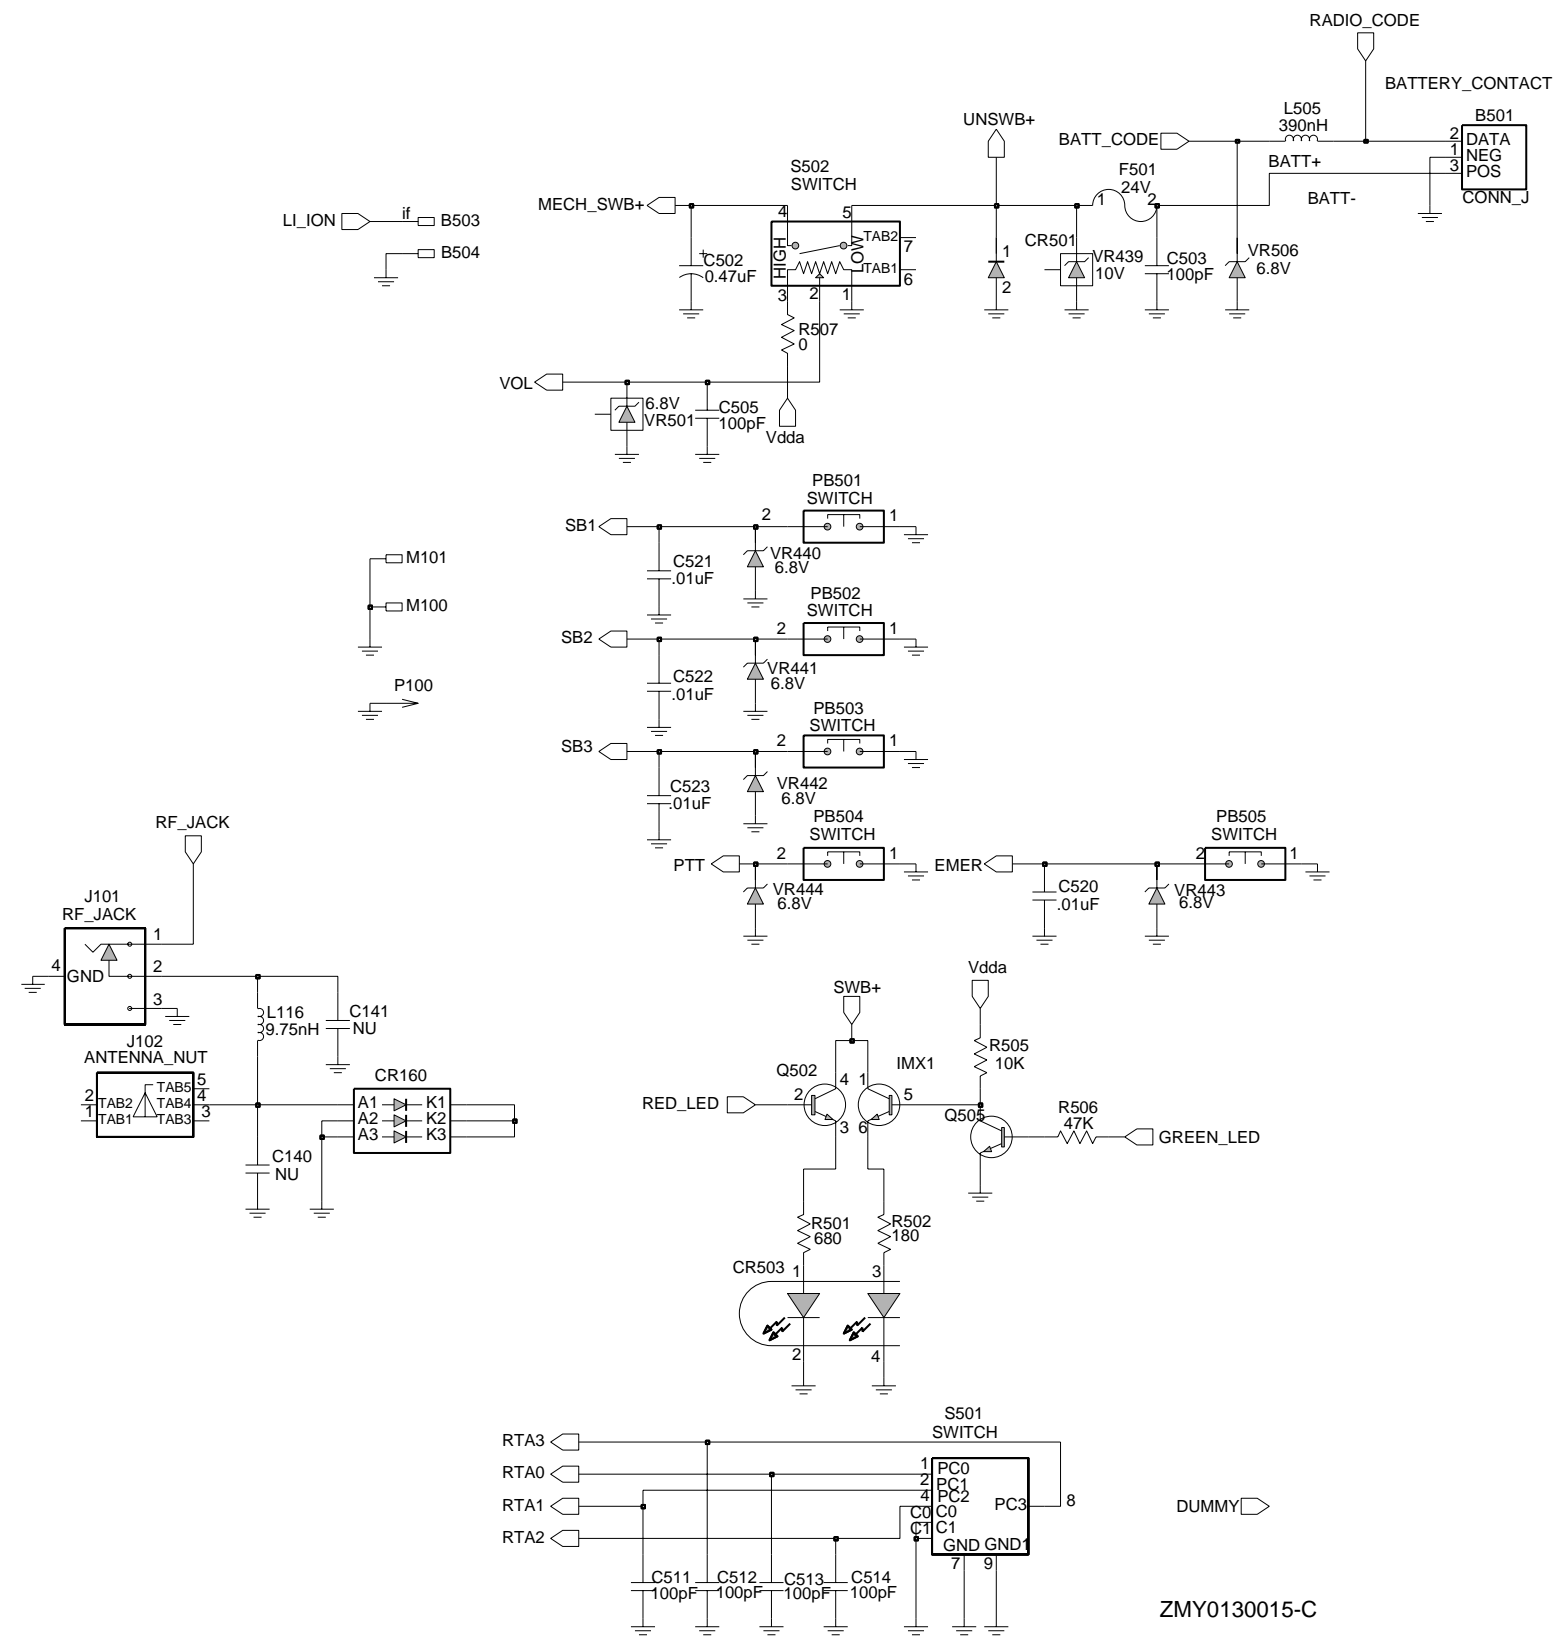 RADIO_CODE
BATTERY_CONTACT
L505
390nH
B501
UNSWB+
BATT_CODE
2
DATA
1
NEG
3
POS
CONN_J
BATT+
BATT-
S502
SWITCH
F501
24V
1
2
MECH_SWB+
4
5
HIGH
LOW
TAB2
7
TAB1
6
3
2
1
C502
+
0.47uF
R507
0
CR501
VR439
10V
1
2
C503
100pF
VR506
6.8V
LI_ION
if
B503
B504
VOL
6.8V
VR501
C505
100pF
Vdda
PB501
SWITCH
SB1
2
1
C521
.01uF
VR440
6.8V
M101
M100
PB502
SWITCH
SB2
2
1
C522
.01uF
VR441
6.8V
P100
PB503
SWITCH
SB3
2
1
C523
.01uF
VR442
6.8V
PB504
SWITCH
PTT
2
1
VR444
6.8V
PB505
SWITCH
EMER
2
1
C520
.01uF
VR443
6.8V
RF_JACK
J101
RF_JACK
1
2
3
4
GND
L116
9.75nH
C141
NU
J102
ANTENNA_NUT
2
TAB2
1
TAB1
TAB5
5
TAB4
4
TAB3
3
CR160
A1
K1
A2
K2
A3
K3
C140
NU
SWB+
Vdda
R505
10K
Q502
IMX1
4
1
2
5
3
6
RED_LED
Q505
R506
47K
GREEN_LED
R501
680
R502
180
CR503
1
3
2
4
S501
SWITCH
RTA3
RTA0
RTA1
RTA2
1
PC0
2
PC1
4
PC2
C0
C0
C1
C1
PC3
8
GND
GND1
7
9
C511
100pF
C512
100pF
C513
100pF
C514
100pF
DUMMY
ZMY0130015-C